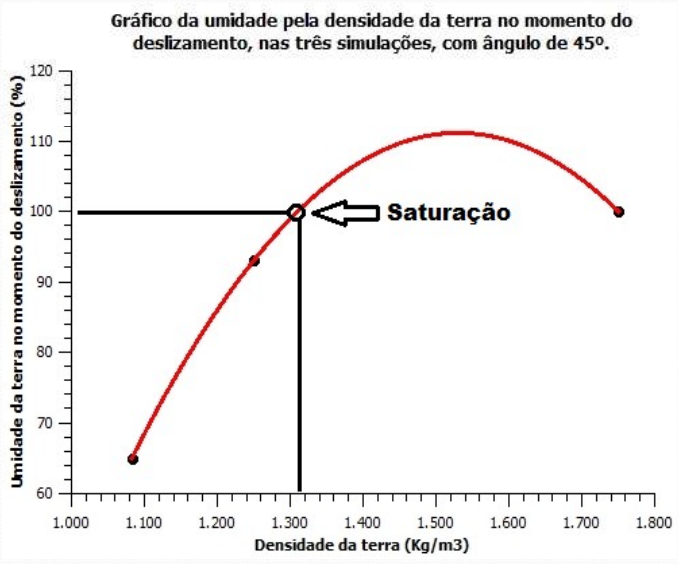 Gráfico da umidade pela densidade da terra no momento do
deslizamento, nas três simulações, com ângulo de 45º.
Umidade da terra no momento do deslizamento (%)
120
110
100
90
80
70
60
Saturação
1.000 1.100 1.200 1.300 1.400 1.500 1.600 1.700 1.800
Densidade da terra (Kg/m3)